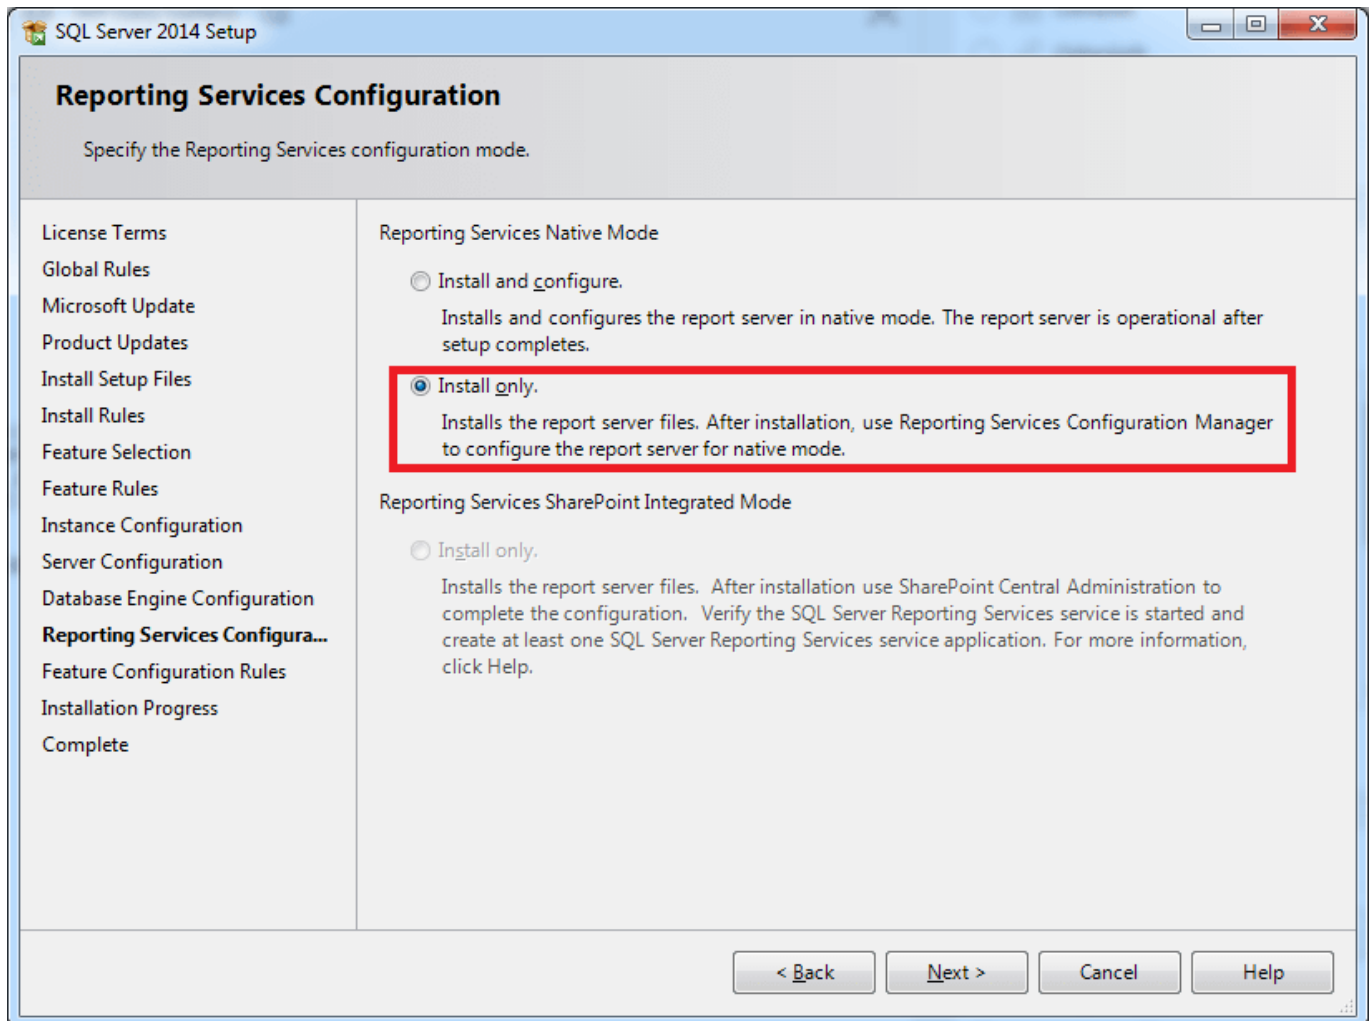 SQL Server 2014 Setup
Reporting Services Configuration
Specify the Reporting Services configuration mode.
License Terms
Global Rules
Microsoft Update
Product Updates
Install Setup Files
Install Rules
Feature Selection
Feature Rules
Instance Configuration
Server Configuration
Database Engine Configuration
Reporting Services Configura...
Feature Configuration Rules
Installation Progress
Complete
Reporting Services Native Mode
Install and configure.
Installs and configures the report server in native mode. The report server is operational after
setup completes.
Install only.
Installs the report server files. After installation, use Reporting Services Configuration Manager
to configure the report server for native mode.
Reporting Services SharePoint Integrated Mode
Install only.
Installs the report server files.  After installation use SharePoint Central Administration to
complete the configuration.  Verify the SQL Server Reporting Services service is started and
create at least one SQL Server Reporting Services service application. For more information,
click Help.
< Back
Next >
Cancel
Help